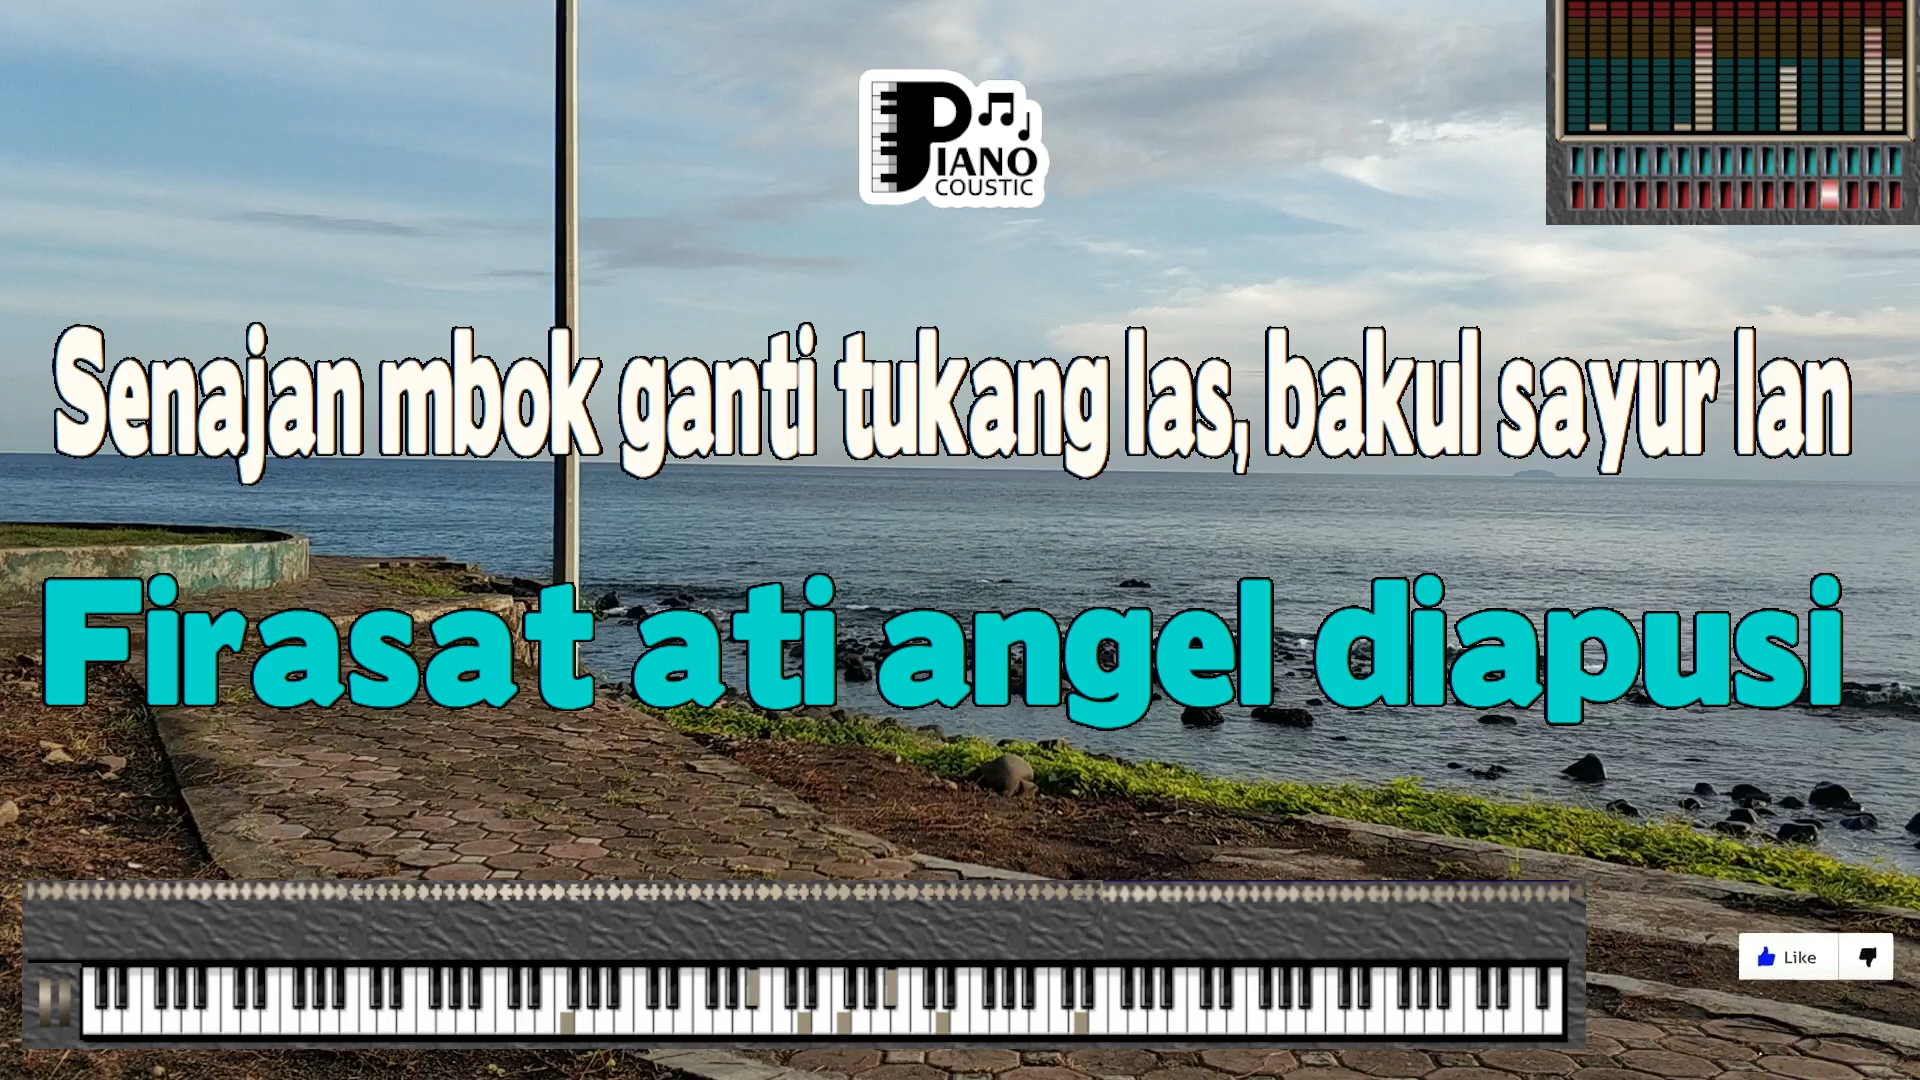 PIANO
COUSTIC
Senajan mbok ganti tukang las, bakul sayur lan
Firasat ati angel diapusi
Like